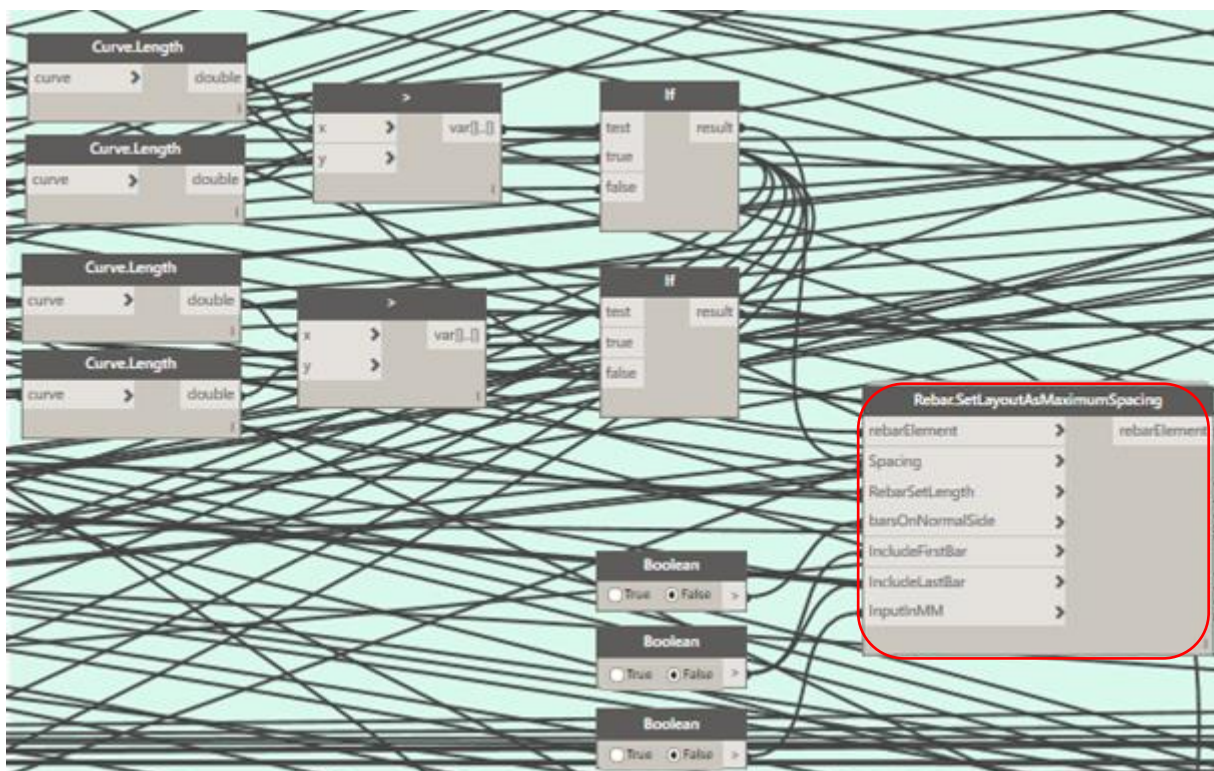 Curve.Length
curve > double
l
Curve.Length
curve > double
l
>
x > var[]..[]
y >
l
If
test result
true
false
Curve.Length
curve > double
l
Curve.Length
curve > double
l
>
x > var[]..[]
y >
l
If
test result
true
false
Rebar.SetLayoutAsMaximumSpacing
rebarElement > rebarElement
Spacing >
RebarSetLength >
barsOnNormalSide >
IncludeFirstBar >
IncludeLastBar >
InputInMM >
l
Boolean
True False >
Boolean
True False >
Boolean
True False >